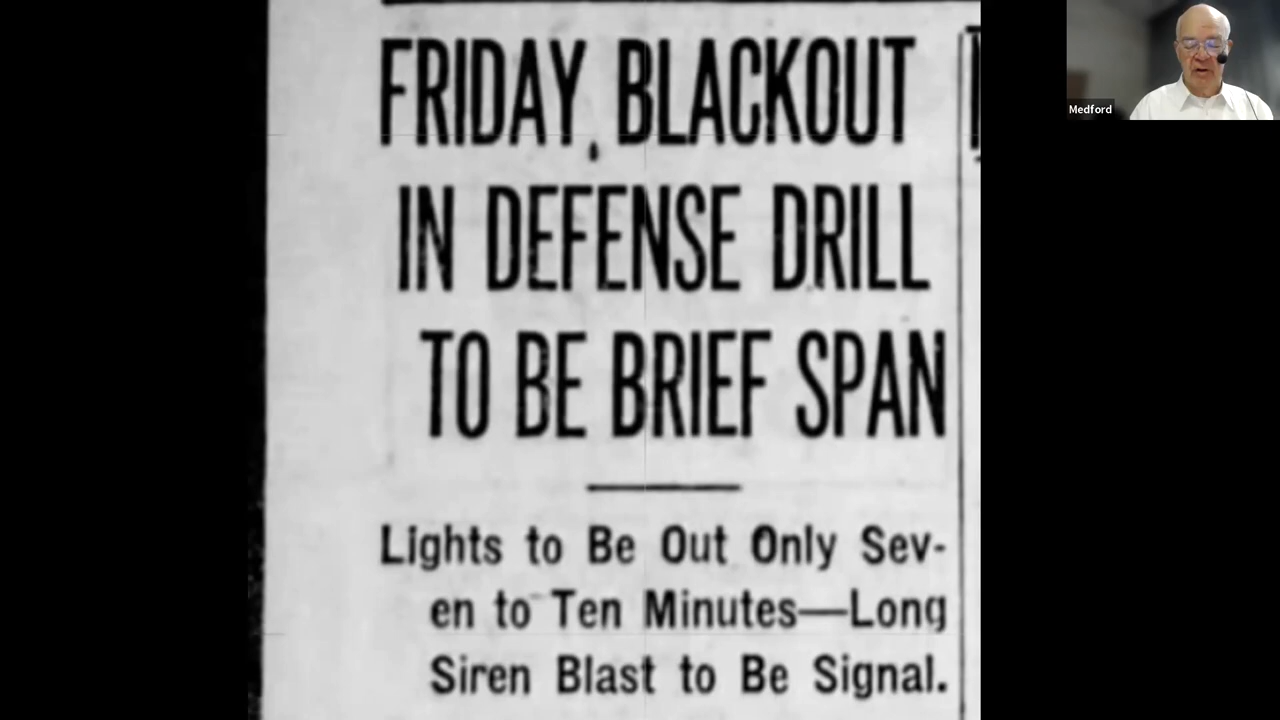 FRIDAY, BLACKOUT
IN DEFENSE DRILL
TO BE BRIEF SPAN
Lights to Be Out Only Sev-
en to Ten Minutes—Long
Siren Blast to Be Signal.
Medford